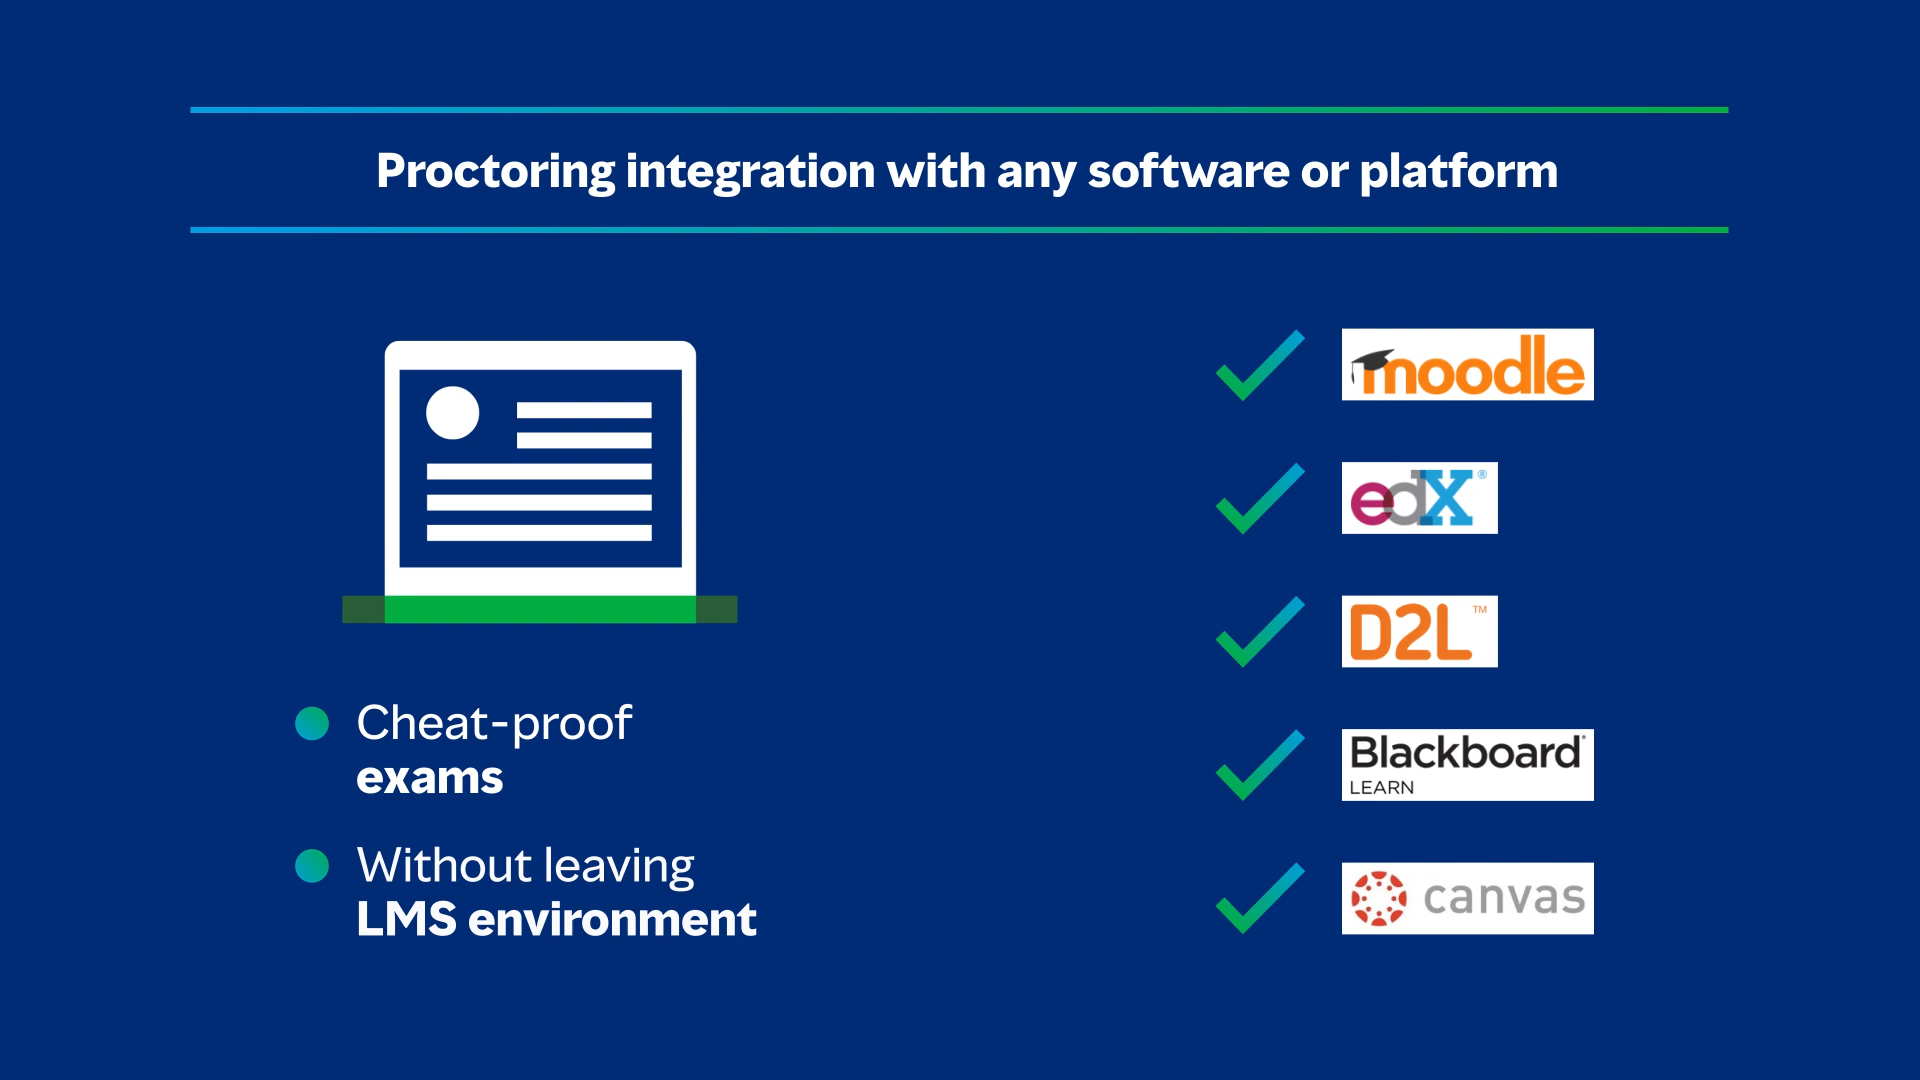 Proctoring integration with any software or platform
Cheat-proof
exams
Without leaving
LMS environment
moodle
edX®
D2L™
Blackboard
LEARN
canvas